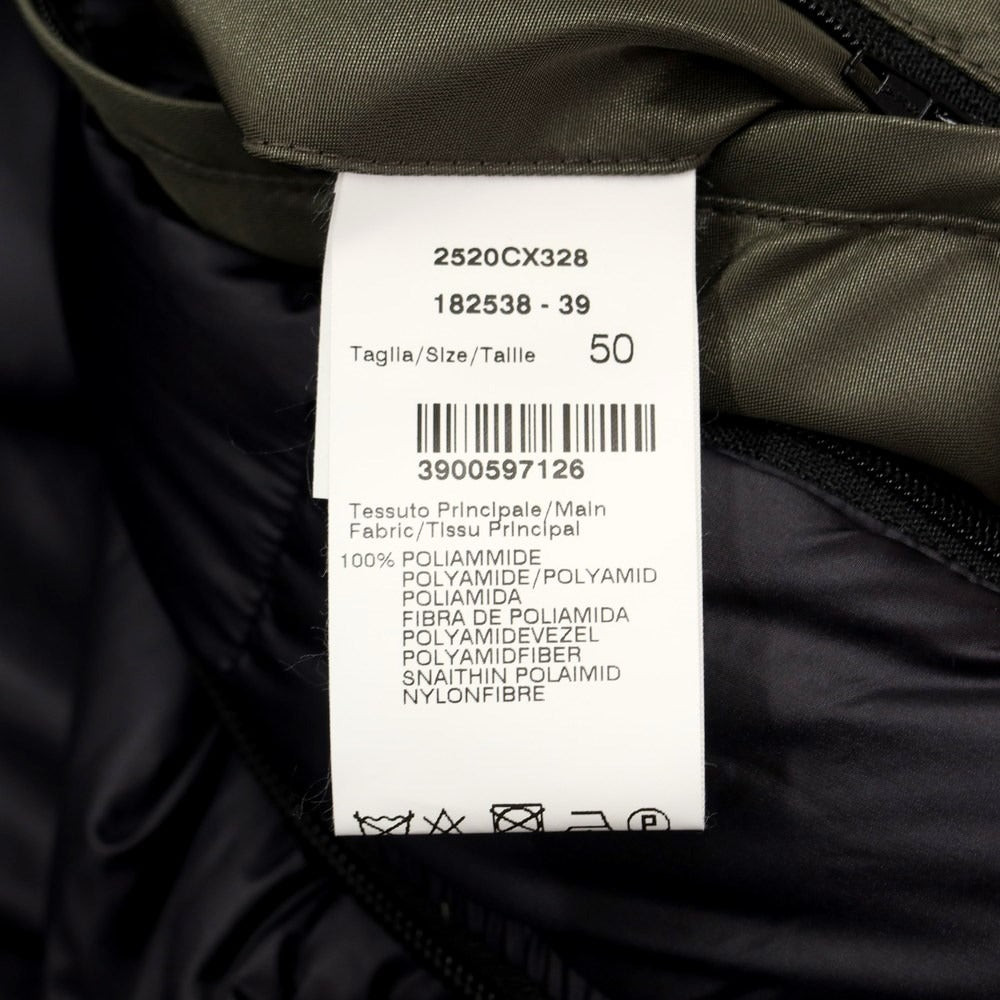 2520CX328
182538 - 39
Taglia/Size/Taille 50
3900597126
Tessuto Principale/Main
Fabric/Tissu Principal
100% POLIAMMIDE
POLYAMIDE/POLYAMID
POLIAMIDA
FIBRA DE POLIAMIDA
POLYAMIDEVEZEL
POLYAMIDFIBER
SNAITHIN POLAIMID
NYLONFIBRE
P